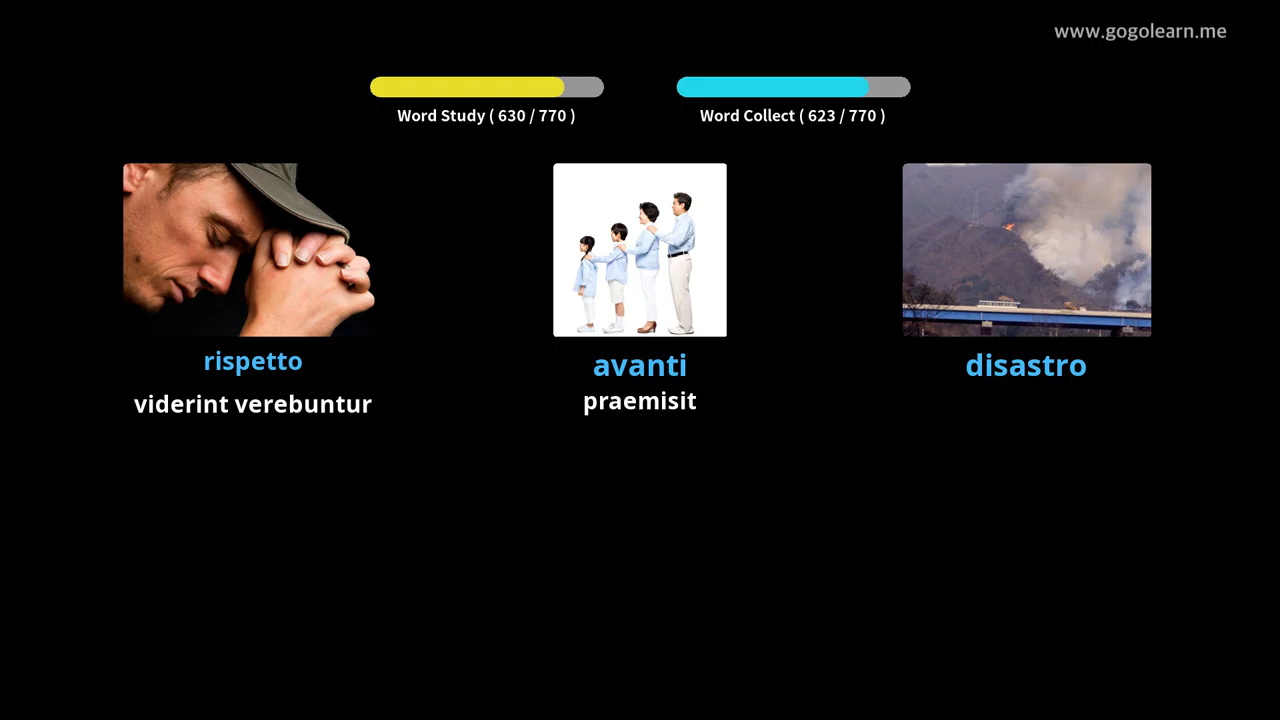 www.gogolearn.me
Word Study ( 630 / 770 )
Word Collect ( 623 / 770 )
rispetto
viderint verebuntur
avanti
praemisit
disastro